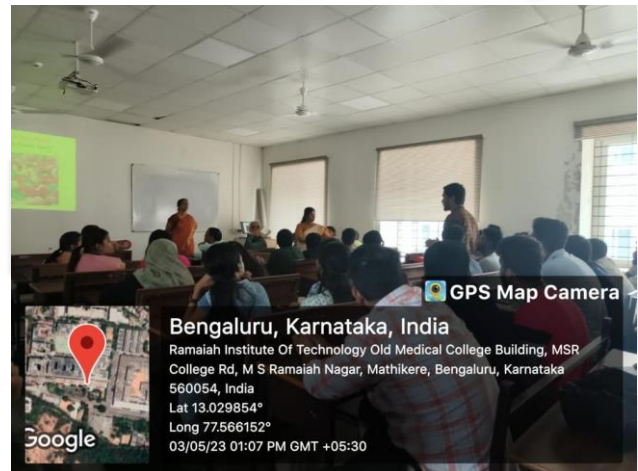 GPS Map Camera
Bengaluru, Karnataka, India
Ramaiah Institute Of Technology Old Medical College Building, MSR
College Rd, M S Ramaiah Nagar, Mathikere, Bengaluru, Karnataka
560054, India
Lat 13.029854°
Long 77.566152°
03/05/23 01:07 PM GMT +05:30
Google